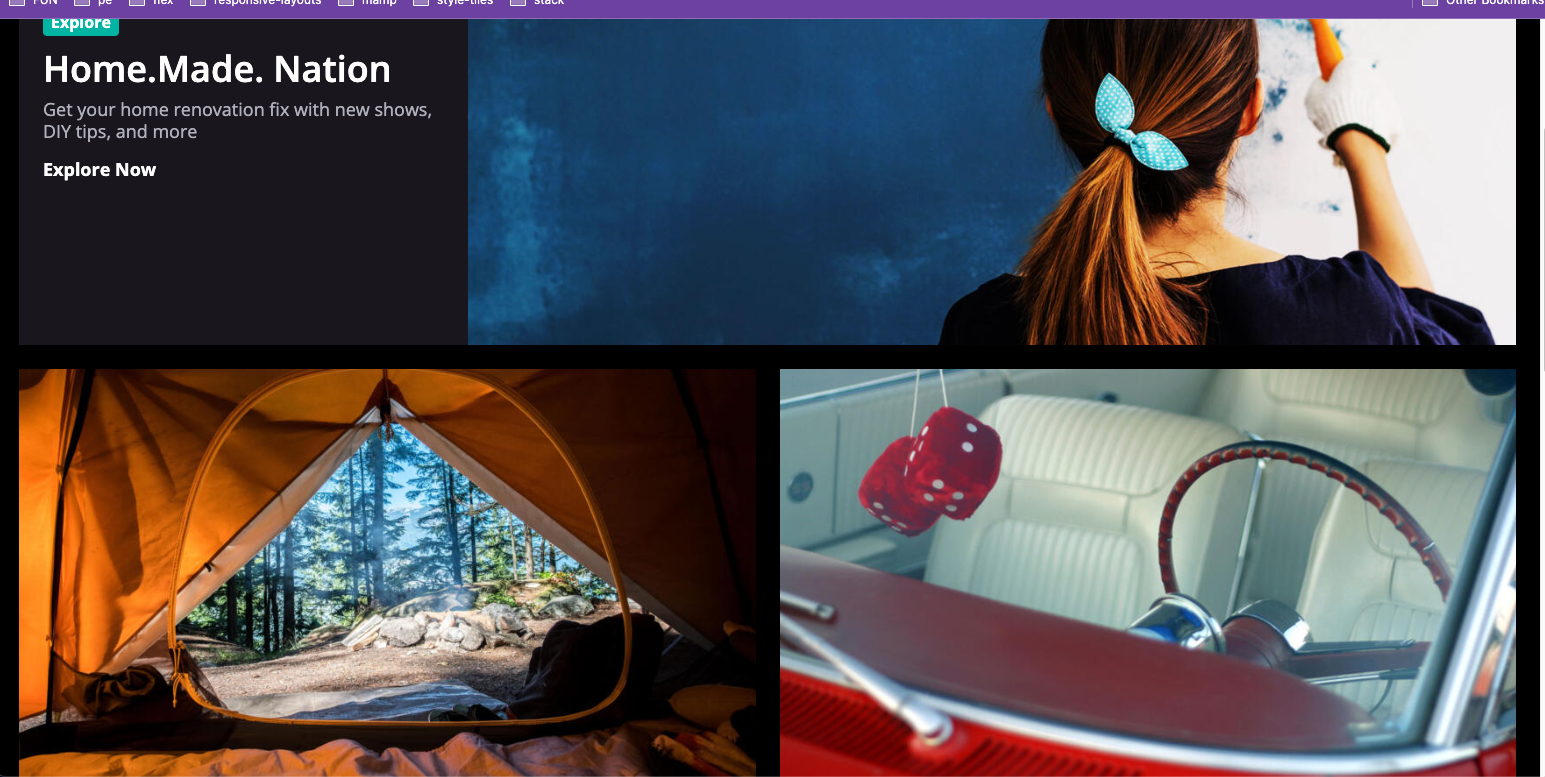 FUN pe flex responsive-layouts mamp style-tiles stack Other Bookmarks
Explore
Home.Made. Nation
Get your home renovation fix with new shows,
DIY tips, and more
Explore Now